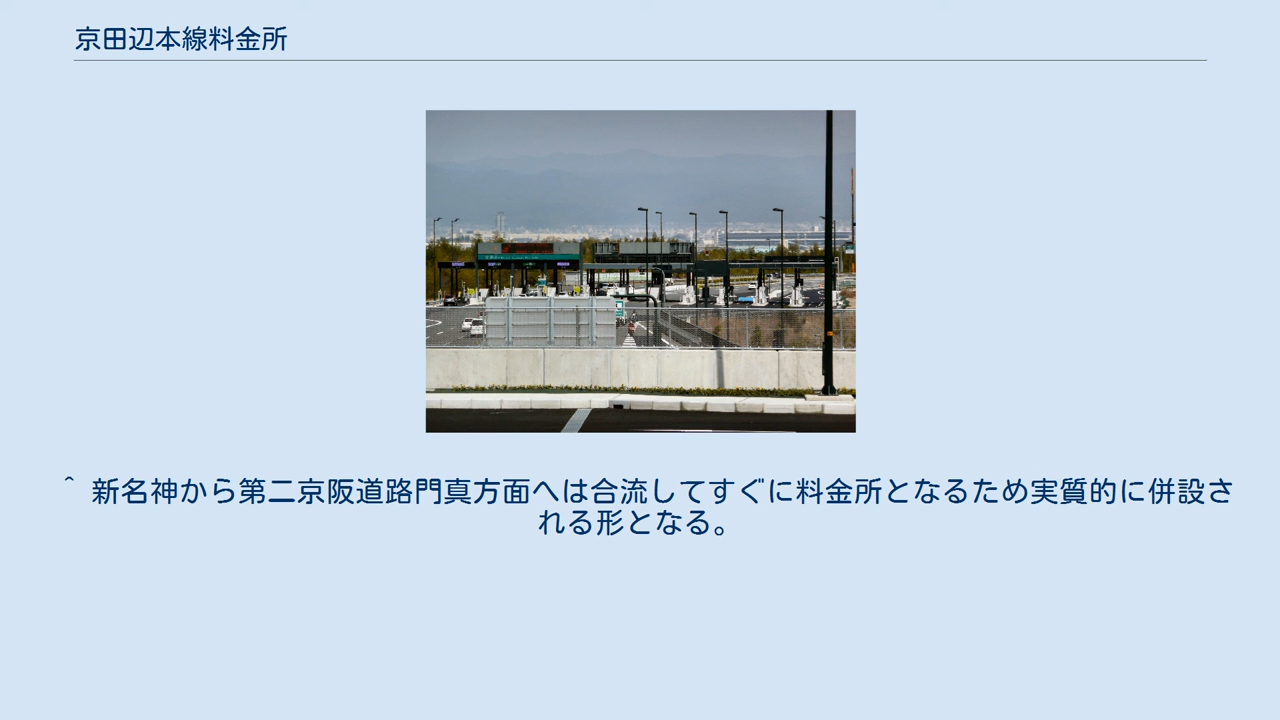 京田辺本線料金所
^ 新名神から第二京阪道路門真方面へは合流してすぐに料金所となるため実質的に併設さ
れる形となる。